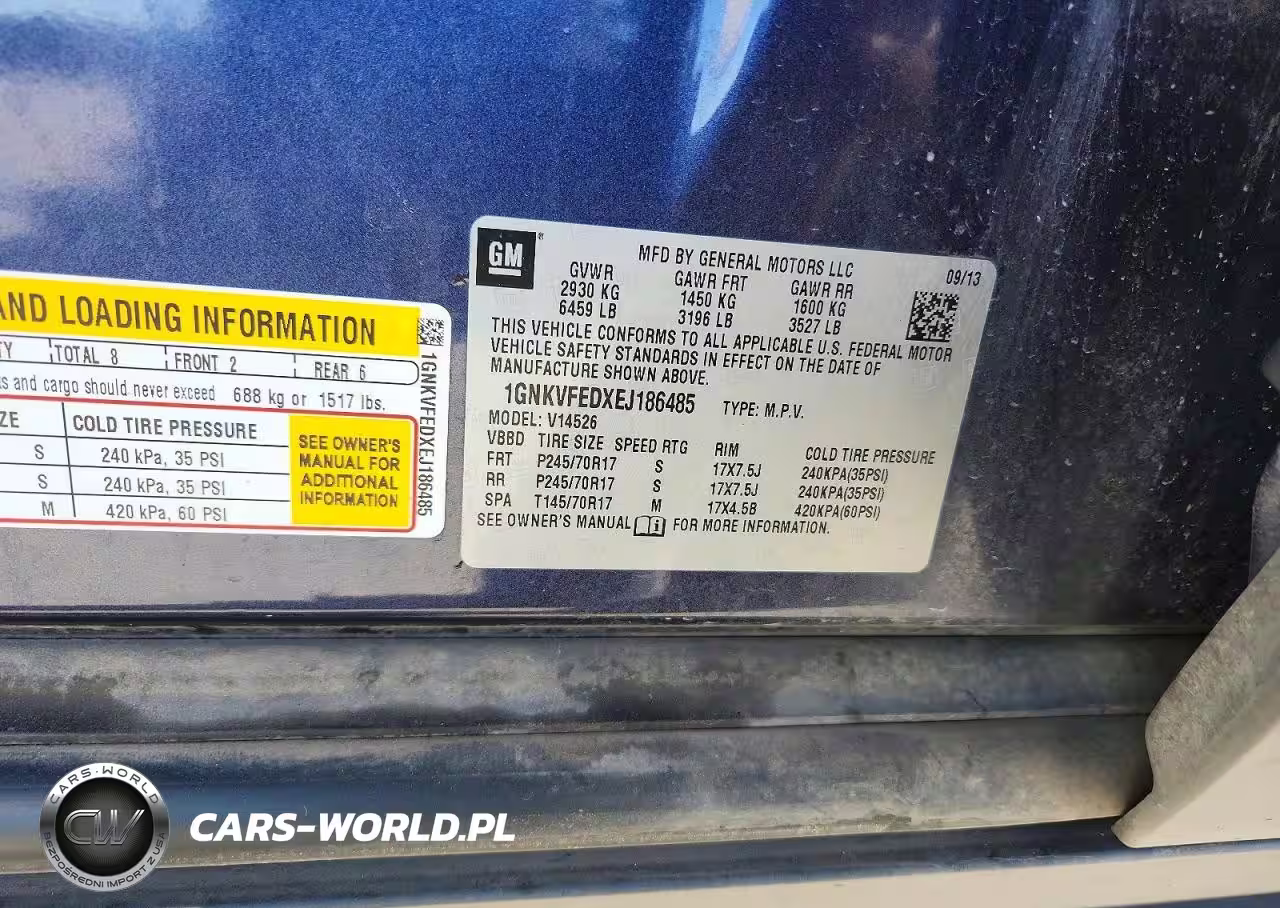 AND LOADING INFORMATION
TOTAL 8 FRONT 2 REAR 6
and cargo should never exceed 688 kg or 1517 lbs.
COLD TIRE PRESSURE
S 240 kPa, 35 PSI
S 240 kPa, 35 PSI
M 420 kPa, 60 PSI
SEE OWNER'S
MANUAL FOR
ADDITIONAL
INFORMATION
1GNKVFEDXEJ186485
GM
MFD BY GENERAL MOTORS LLC 09/13
GVWR GAWR FRT GAWR RR
2930 KG 1450 KG 1600 KG
6459 LB 3196 LB 3527 LB
THIS VEHICLE CONFORMS TO ALL APPLICABLE U.S. FEDERAL MOTOR
VEHICLE SAFETY STANDARDS IN EFFECT ON THE DATE OF
MANUFACTURE SHOWN ABOVE.
1GNKVFEDXEJ186485 TYPE: M.P.V.
MODEL: V14526
VBBD TIRE SIZE SPEED RTG RIM COLD TIRE PRESSURE
FRT P245/70R17 S 17X7.5J 240KPA(35PSI)
RR P245/70R17 S 17X7.5J 240KPA(35PSI)
SPA T145/70R17 M 17X4.5B 420KPA(60PSI)
SEE OWNER'S MANUAL FOR MORE INFORMATION.
CARS-WORLD
CW
BEZPOŚREDNI IMPORT Z USA
CARS-WORLD.PL